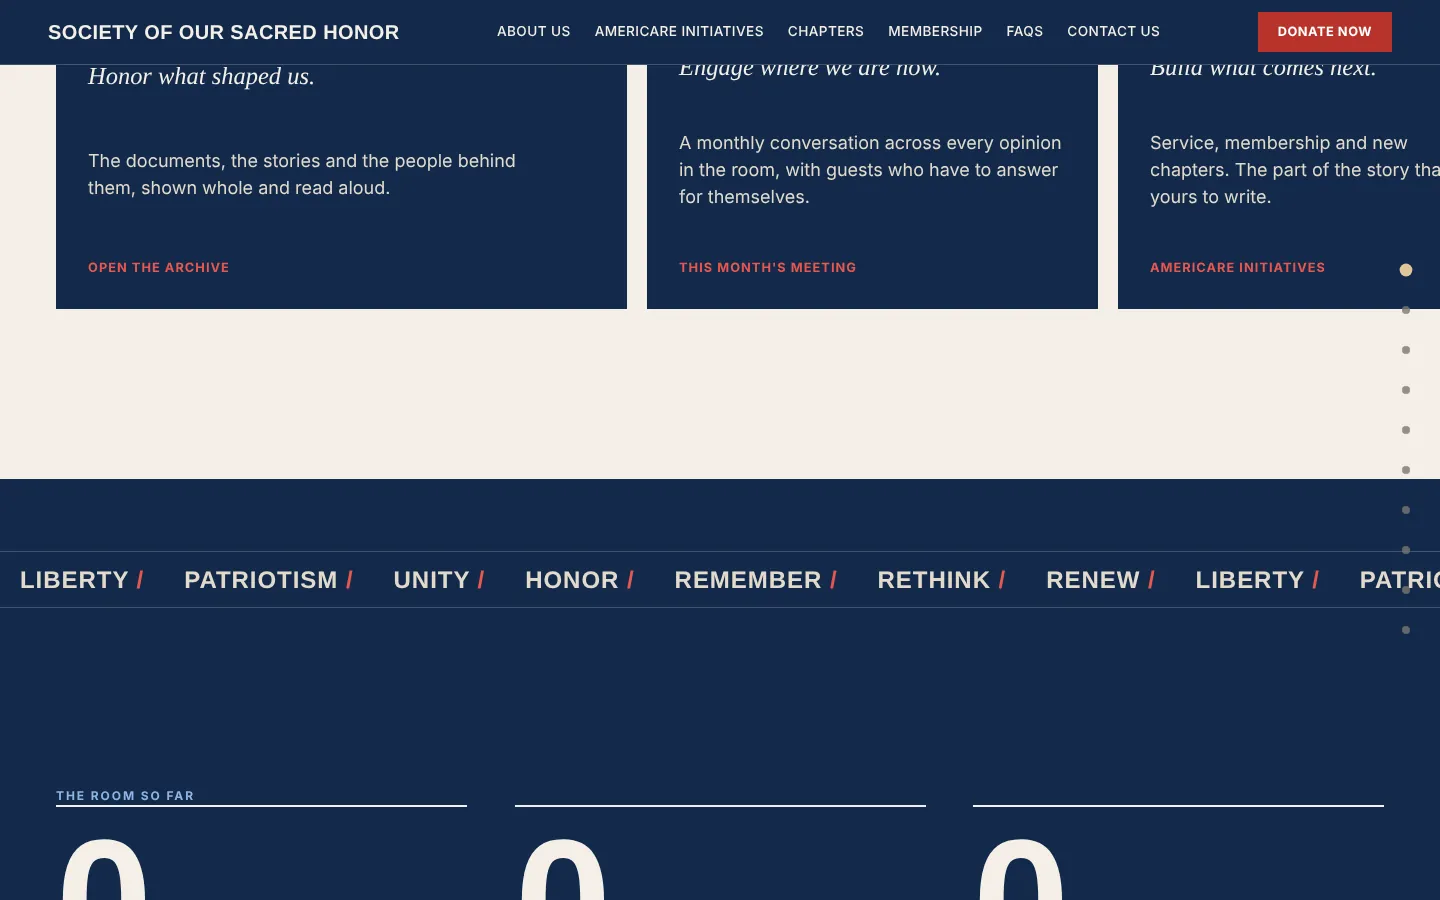 SOCIETY OF OUR SACRED HONOR
ABOUT US AMERICARE INITIATIVES CHAPTERS MEMBERSHIP FAQS CONTACT US
DONATE NOW
Honor what shaped us.
The documents, the stories and the people behind
them, shown whole and read aloud.
OPEN THE ARCHIVE
Engage where we are now.
A monthly conversation across every opinion
in the room, with guests who have to answer
for themselves.
THIS MONTH'S MEETING
Build what comes next.
Service, membership and new
chapters. The part of the story
yours to write.
AMERICARE INITIATIVES
LIBERTY / PATRIOTISM / UNITY / HONOR / REMEMBER / RETHINK / RENEW / LIBERTY /
THE ROOM SO FAR
0 0 0